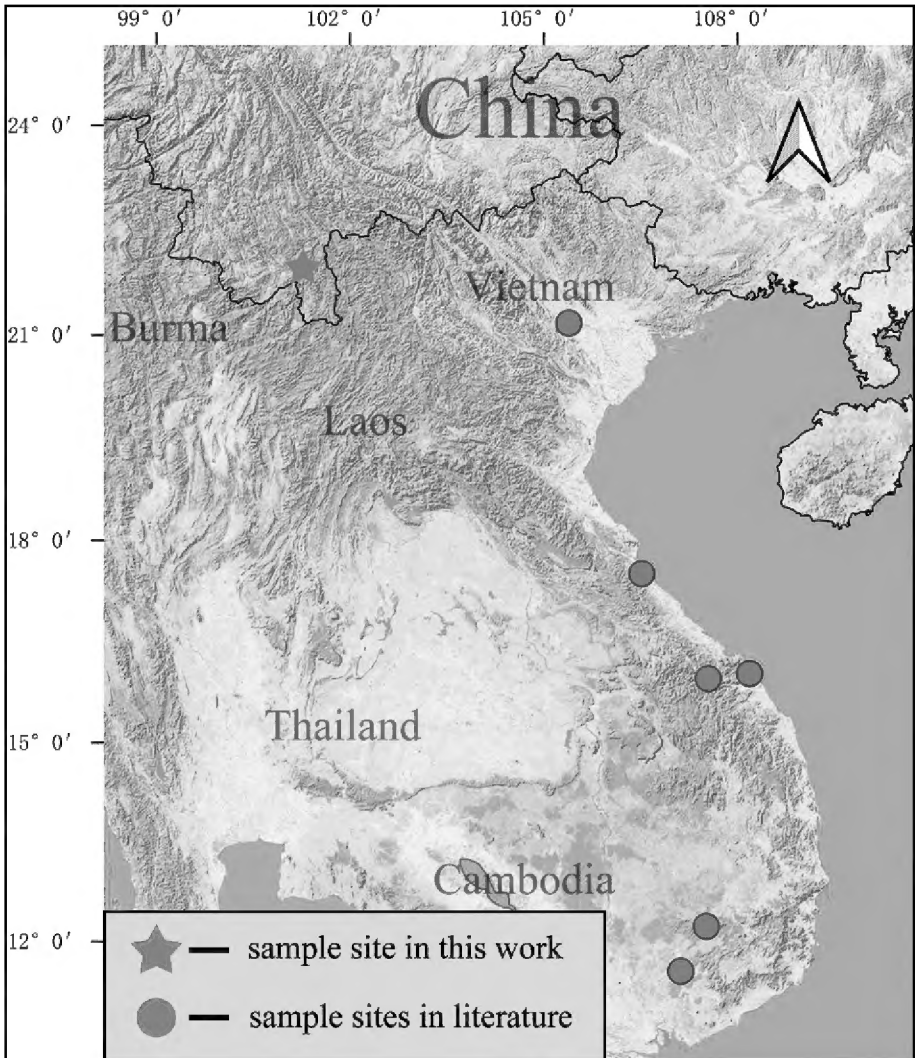 99° 0′ 102° 0′ 105° 0′ 108° 0′
China
24° 0′
Vietnam
21° 0′
Burma
Laos
18° 0′
Thailand
15° 0′
Cambodia
12° 0′
sample site in this work
sample sites in literature